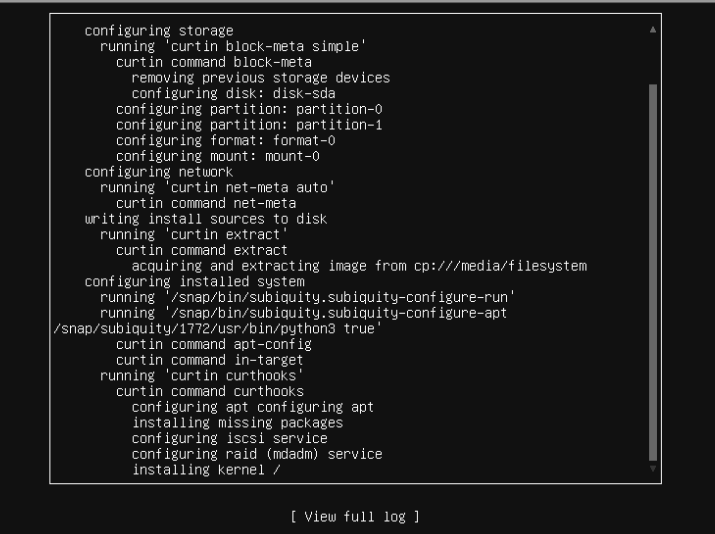 configuring storage
running 'curtin block-meta simple'
curtin command block-meta
removing previous storage devices
configuring disk: disk-sda
configuring partition: partition-0
configuring partition: partition-1
configuring format: format-0
configuring mount: mount-0
configuring network
running 'curtin net-meta auto'
curtin command net-meta
writing install sources to disk
running 'curtin extract'
curtin command extract
acquiring and extracting image from cp:///media/filesystem
configuring installed system
running '/snap/bin/subiquity.subiquity-configure-run'
running '/snap/bin/subiquity.subiquity-configure-apt
/snap/subiquity/1772/usr/bin/python3 true'
curtin command apt-config
curtin command in-target
running 'curtin curthooks'
curtin command curthooks
configuring apt configuring apt
installing missing packages
configuring iscsi service
configuring raid (mdadm) service
installing kernel /
[ View full log ]